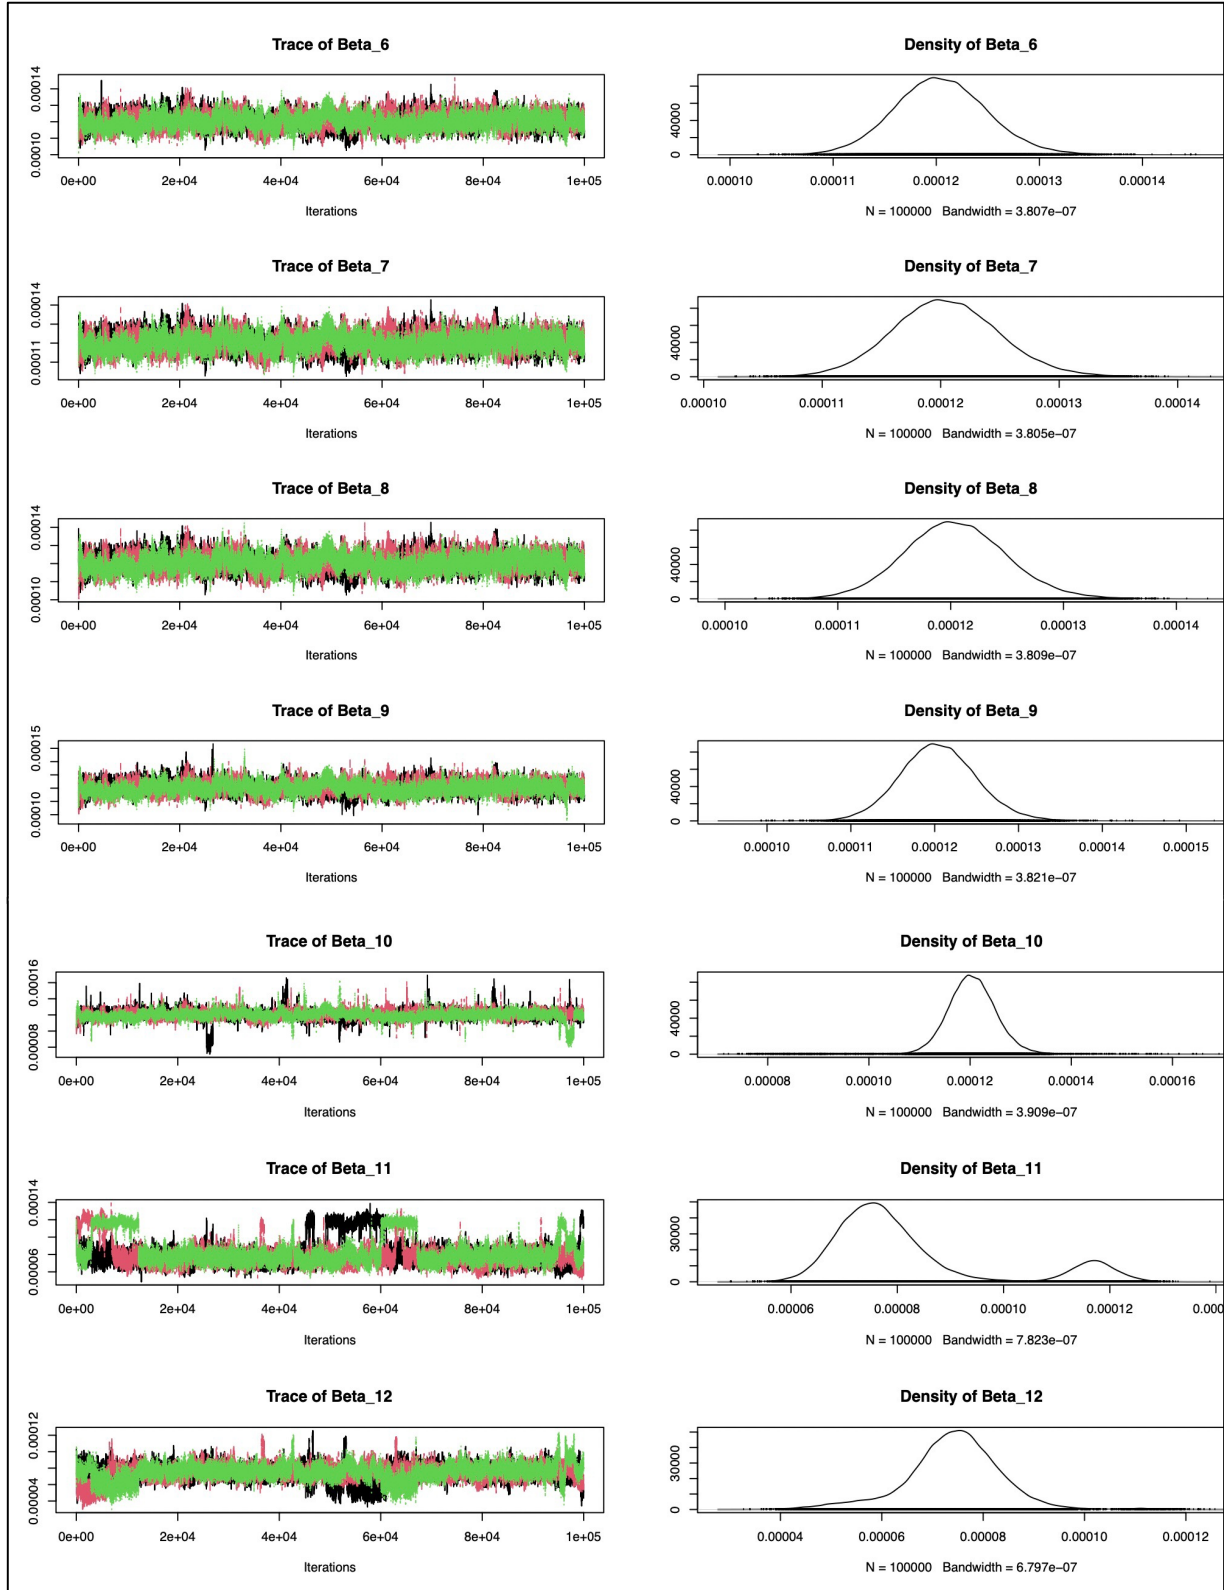 Trace of Beta_6
0.00014
0.00010
0e+00 2e+04 4e+04 6e+04 8e+04 1e+05
Iterations
Density of Beta_6
40000
0
0.00010 0.00011 0.00012 0.00013 0.00014
N = 100000 Bandwidth = 3.807e−07
Trace of Beta_7
0.00014
0.00011
0e+00 2e+04 4e+04 6e+04 8e+04 1e+05
Iterations
Density of Beta_7
40000
0
0.00010 0.00011 0.00012 0.00013 0.00014
N = 100000 Bandwidth = 3.805e−07
Trace of Beta_8
0.00014
0.00010
0e+00 2e+04 4e+04 6e+04 8e+04 1e+05
Iterations
Density of Beta_8
40000
0
0.00010 0.00011 0.00012 0.00013 0.00014
N = 100000 Bandwidth = 3.809e−07
Trace of Beta_9
0.00015
0.00010
0e+00 2e+04 4e+04 6e+04 8e+04 1e+05
Iterations
Density of Beta_9
40000
0
0.00010 0.00011 0.00012 0.00013 0.00014 0.00015
N = 100000 Bandwidth = 3.821e−07
Trace of Beta_10
0.00016
0.00008
0e+00 2e+04 4e+04 6e+04 8e+04 1e+05
Iterations
Density of Beta_10
40000
0
0.00008 0.00010 0.00012 0.00014 0.00016
N = 100000 Bandwidth = 3.909e−07
Trace of Beta_11
0.00014
0.00006
0e+00 2e+04 4e+04 6e+04 8e+04 1e+05
Iterations
Density of Beta_11
30000
0
0.00006 0.00008 0.00010 0.00012
N = 100000 Bandwidth = 7.823e−07
Trace of Beta_12
0.00012
0.00004
0e+00 2e+04 4e+04 6e+04 8e+04 1e+05
Iterations
Density of Beta_12
30000
0
0.00004 0.00006 0.00008 0.00010 0.00012
N = 100000 Bandwidth = 6.797e−07